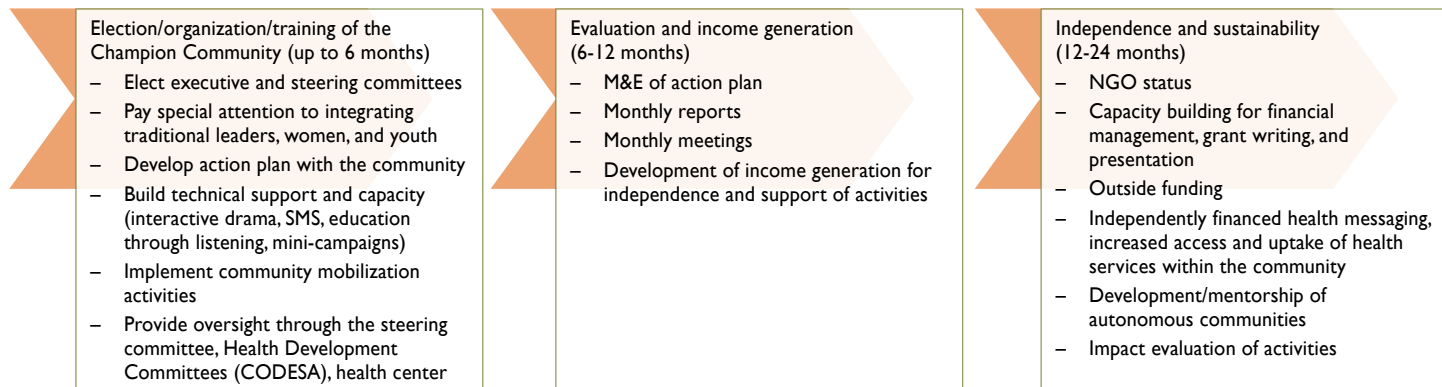 Election/organization/training of the
Champion Community (up to 6 months)
– Elect executive and steering committees
– Pay special attention to integrating
traditional leaders, women, and youth
– Develop action plan with the community
– Build technical support and capacity
(interactive drama, SMS, education
through listening, mini-campaigns)
– Implement community mobilization
activities
– Provide oversight through the steering
committee, Health Development
Committees (CODESA), health center
Evaluation and income generation
(6-12 months)
– M&E of action plan
– Monthly reports
– Monthly meetings
– Development of income generation for
independence and support of activities
Independence and sustainability
(12-24 months)
– NGO status
– Capacity building for financial
management, grant writing, and
presentation
– Outside funding
– Independently financed health messaging,
increased access and uptake of health
services within the community
– Development/mentorship of
autonomous communities
– Impact evaluation of activities